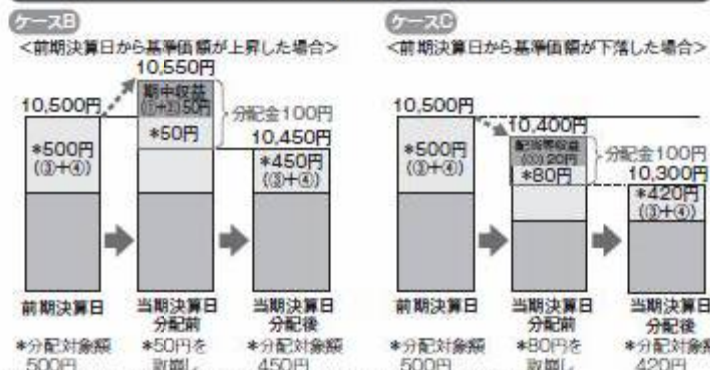 ケースB
<前期決算日から基準価額が上昇した場合>
10,550円
10,500円
期中収益
(①+②)50円
*50円
*500円
(③+④)
分配金100円
10,450円
*450円
(③+④)
前期決算日
当期決算日
分配前
当期決算日
分配後
*分配対象額
500円
*50円を
取崩し
*分配対象額
450円
ケースC
<前期決算日から基準価額が下落した場合>
10,500円
10,400円
*500円
(③+④)
配当等収益
20円
*80円
分配金100円
10,300円
*420円
(③+④)
前期決算日
当期決算日
分配前
当期決算日
分配後
*分配対象額
500円
*80円を
取崩し
*分配対象額
420円